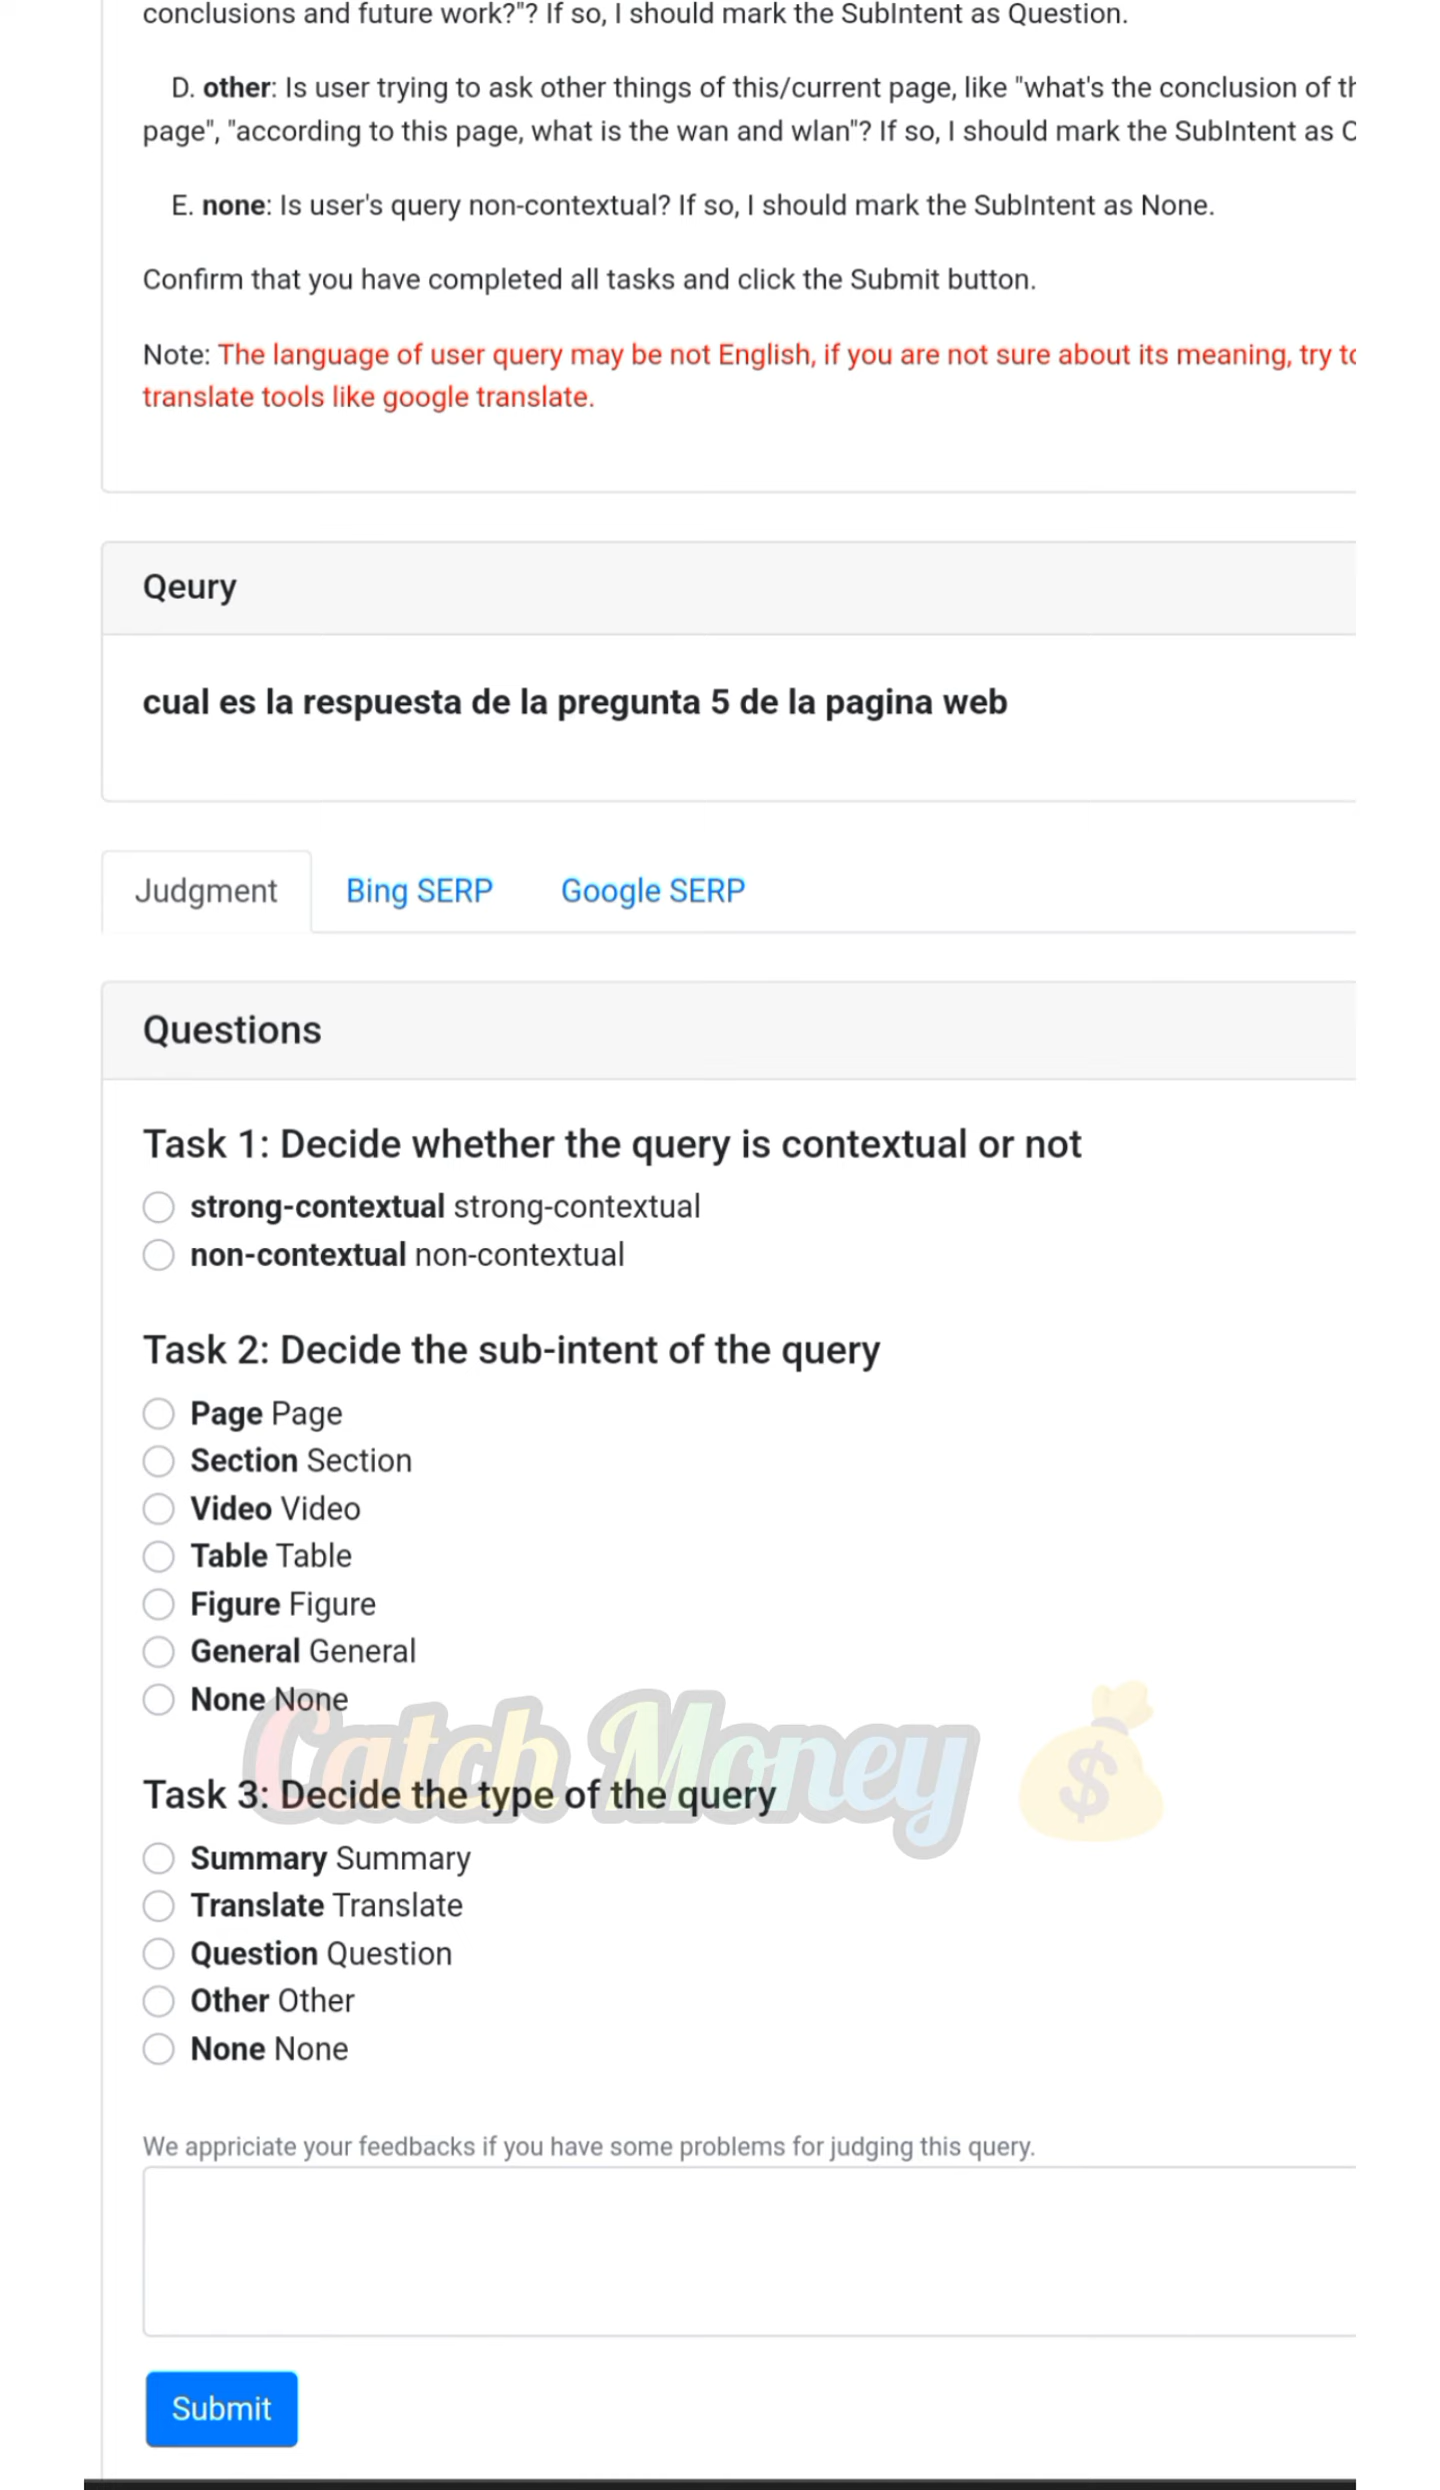 conclusions and future work?"? If so, I should mark the SubIntent as Question.
D. other: Is user trying to ask other things of this/current page, like "what's the conclusion of th
page", "according to this page, what is the wan and wlan"? If so, I should mark the SubIntent as
E. none: Is user's query non-contextual? If so, I should mark the SubIntent as None.
Confirm that you have completed all tasks and click the Submit button.
Note: The language of user query may be not English, if you are not sure about its meaning, try to
translate tools like google translate.
Qeury
cual es la respuesta de la pregunta 5 de la pagina web
Judgment Bing SERP Google SERP
Questions
Task 1: Decide whether the query is contextual or not
strong-contextual strong-contextual
non-contextual non-contextual
Task 2: Decide the sub-intent of the query
Page Page
Section Section
Video Video
Table Table
Figure Figure
General General
None None
Catch Money $
Task 3: Decide the type of the query
Summary Summary
Translate Translate
Question Question
Other Other
None None
We appriciate your feedbacks if you have some problems for judging this query.
Submit